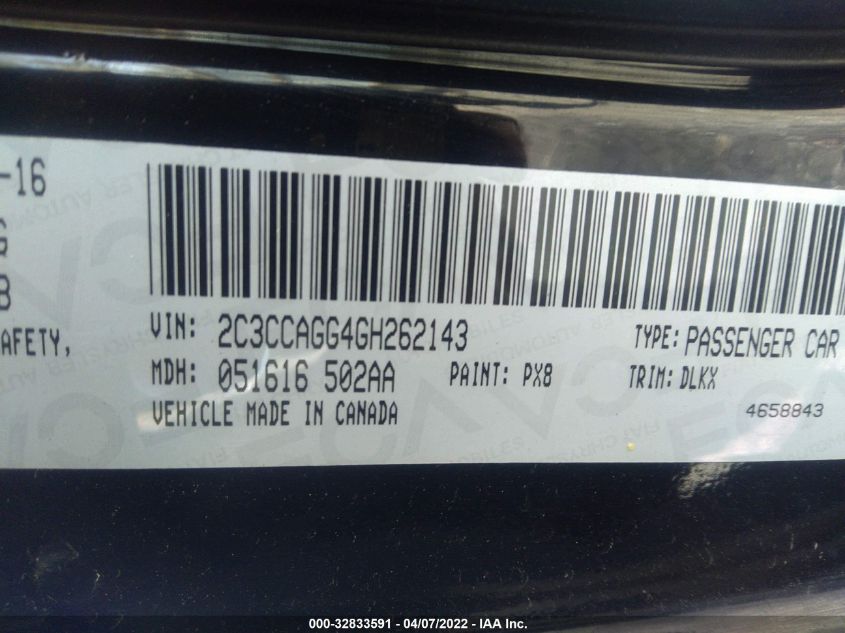 -16
G
B
AFETY,
VIN: 2C3CCAGG4GH262143 TYPE: PASSENGER CAR
MDH: 051616 502AA PAINT: PX8 TRIM: DLKX
VEHICLE MADE IN CANADA 4658843
000-32833591 - 04/07/2022 - IAA Inc.